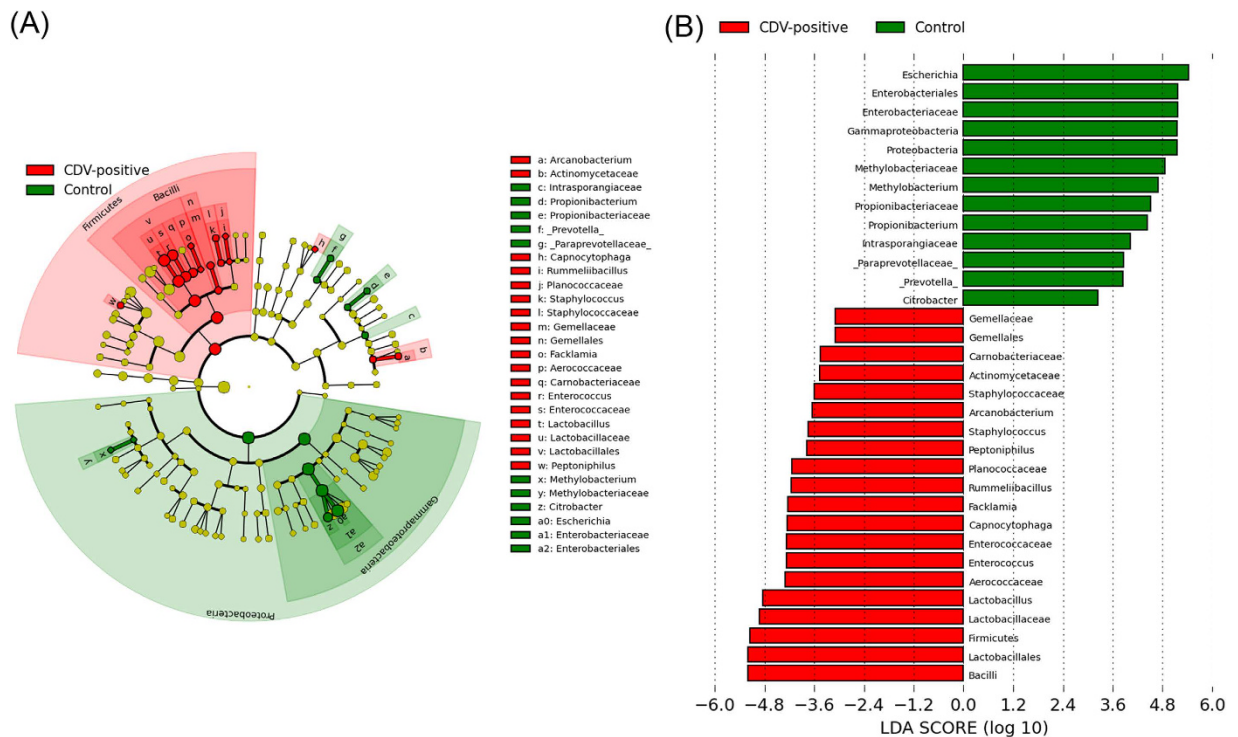 (A)
CDV-positive
Control
Firmicutes
Bacilli
v
n
u
s
q
p
m
l
j
t
r
o
k
i
w
h
g
f
e
d
c
b
a
y
x
z
a0
a1
a2
Gammaproteobacteria
Proteobacteria
a: Arcanobacterium
b: Actinomycetaceae
c: Intrasporangiaceae
d: Propionibacterium
e: Propionibacteriaceae
f: _Prevotella_
g: _Paraprevotellaceae_
h: Capnocytophaga
i: Rummeliibacillus
j: Planococcaceae
k: Staphylococcus
l: Staphylococcaceae
m: Gemellaceae
n: Gemellales
o: Facklamia
p: Aerococcaceae
q: Carnobacteriaceae
r: Enterococcus
s: Enterococcaceae
t: Lactobacillus
u: Lactobacillaceae
v: Lactobacillales
w: Peptoniphilus
x: Methylobacterium
y: Methylobacteriaceae
z: Citrobacter
a0: Escherichia
a1: Enterobacteriaceae
a2: Enterobacteriales
(B)
CDV-positive
Control
Escherichia
Enterobacteriales
Enterobacteriaceae
Gammaproteobacteria
Proteobacteria
Methylobacteriaceae
Methylobacterium
Propionibacteriaceae
Propionibacterium
Intrasporangiaceae
_Paraprevotellaceae_
_Prevotella_
Citrobacter
Gemellaceae
Gemellales
Carnobacteriaceae
Actinomycetaceae
Staphylococcaceae
Arcanobacterium
Staphylococcus
Peptoniphilus
Planococcaceae
Rummeliibacillus
Facklamia
Capnocytophaga
Enterococcaceae
Enterococcus
Aerococcaceae
Lactobacillus
Lactobacillaceae
Firmicutes
Lactobacillales
Bacilli
−6.0 −4.8 −3.6 −2.4 −1.2 0.0 1.2 2.4 3.6 4.8 6.0
LDA SCORE (log 10)